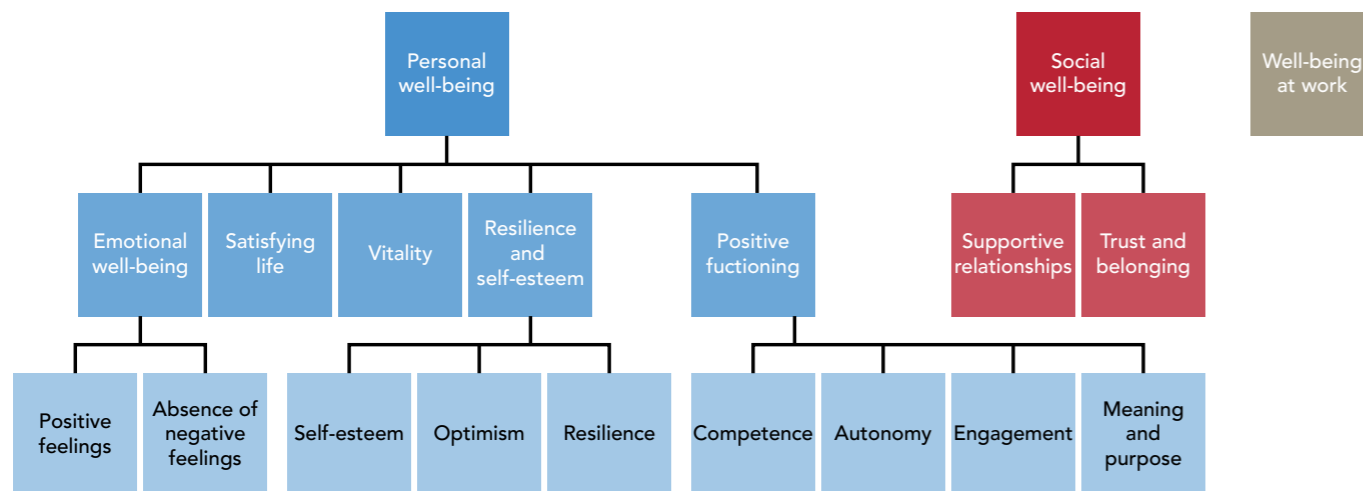 Personal
well-being
Social
well-being
Well-being
at work
Emotional
well-being
Satisfying
life
Vitality
Resilience
and
self-esteem
Positive
fuctioning
Supportive
relationships
Trust and
belonging
Positive
feelings
Absence of
negative
feelings
Self-esteem
Optimism
Resilience
Competence
Autonomy
Engagement
Meaning
and
purpose